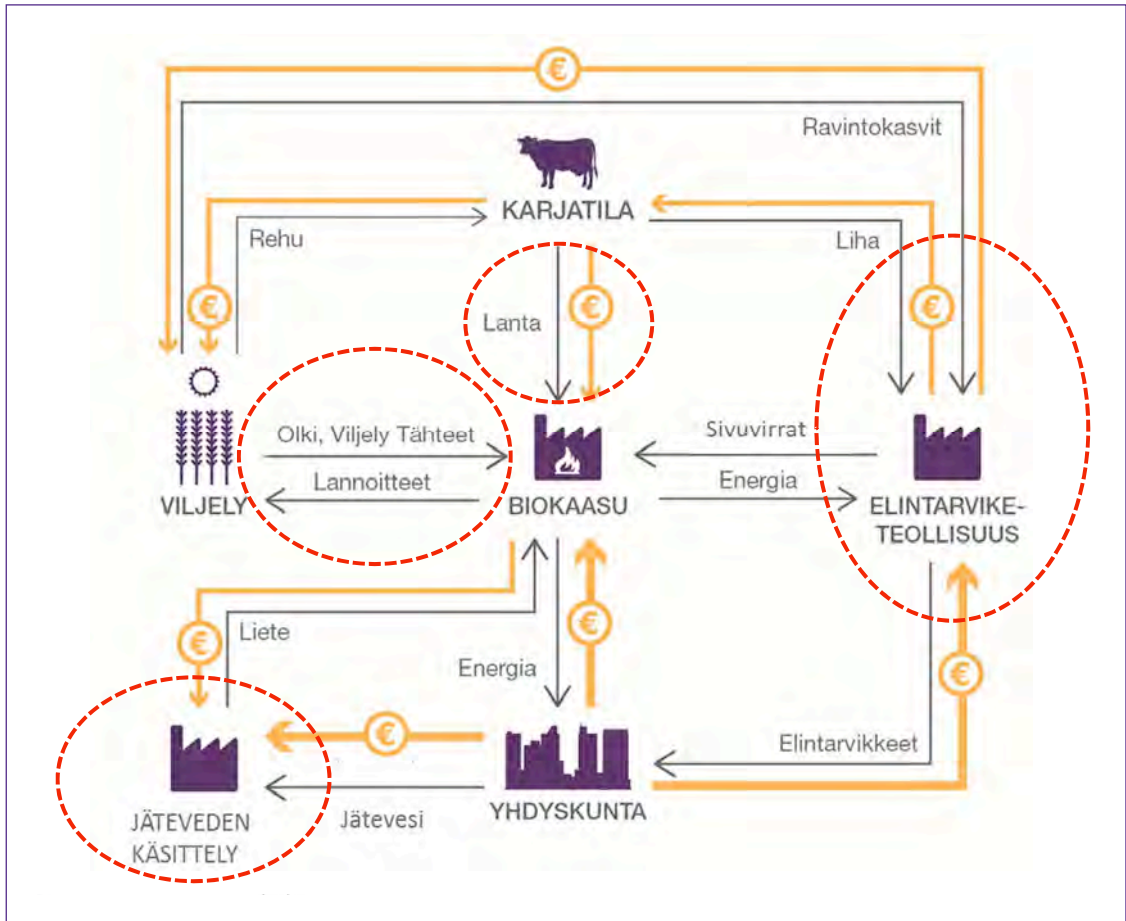 €
Ravintokasvit
KARJATILA
Rehu
Liha
€
€
€
Lanta
Olki, Viljely Tähteet
Sivuvirrat
Lannoitteet
Energia
VILJELY
BIOKAASU
ELINTARVIKE-
TEOLLISUUS
€
€
Liete
Energia
€
€
Elintarvikkeet
YHDYSKUNTA
Jätevesi
JÄTEVEDEN
KÄSITTELY